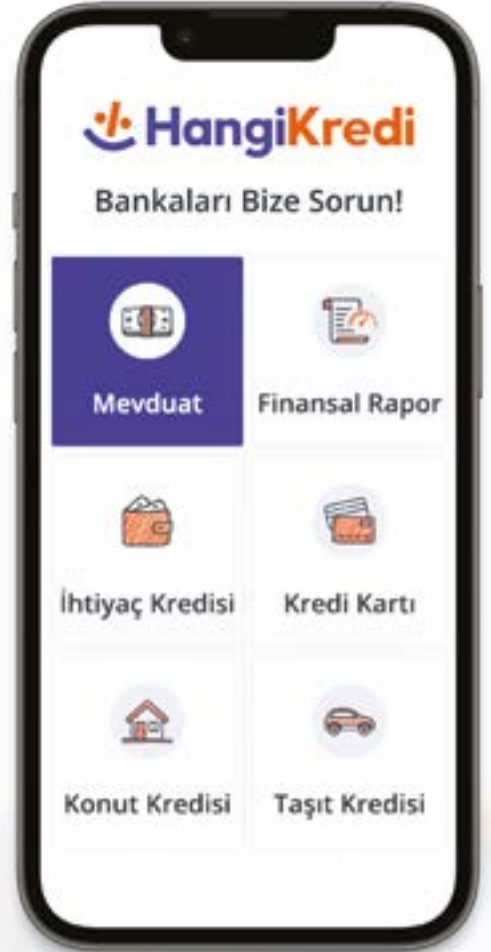 HangiKredi
Bankaları Bize Sorun!
Mevduat
Finansal Rapor
İhtiyaç Kredisi
Kredi Kartı
Konut Kredisi
Taşıt Kredisi